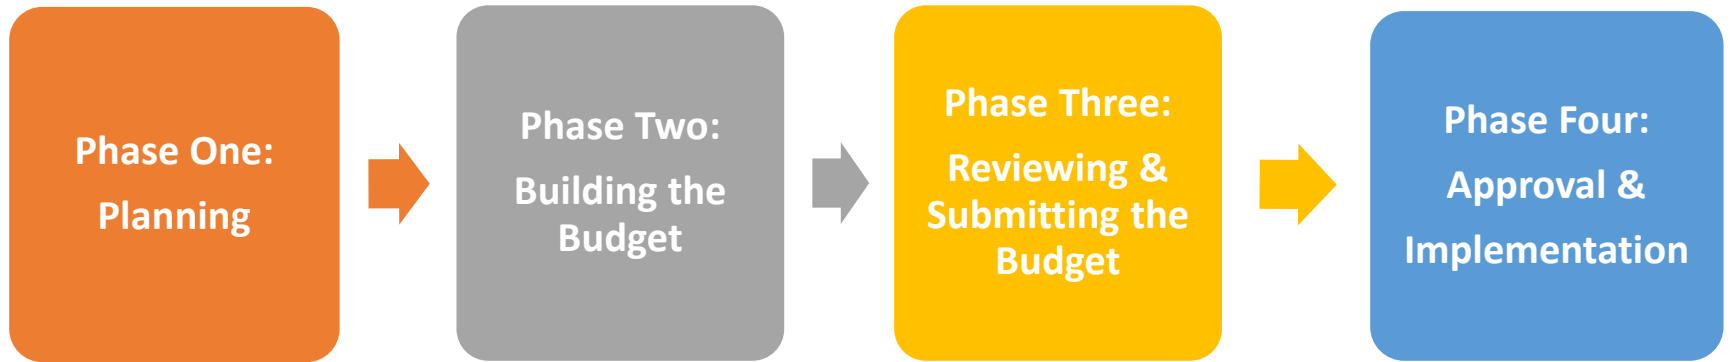 Phase One:
Planning
Phase Two:
Building the
Budget
Phase Three:
Reviewing &
Submitting the
Budget
Phase Four:
Approval &
Implementation